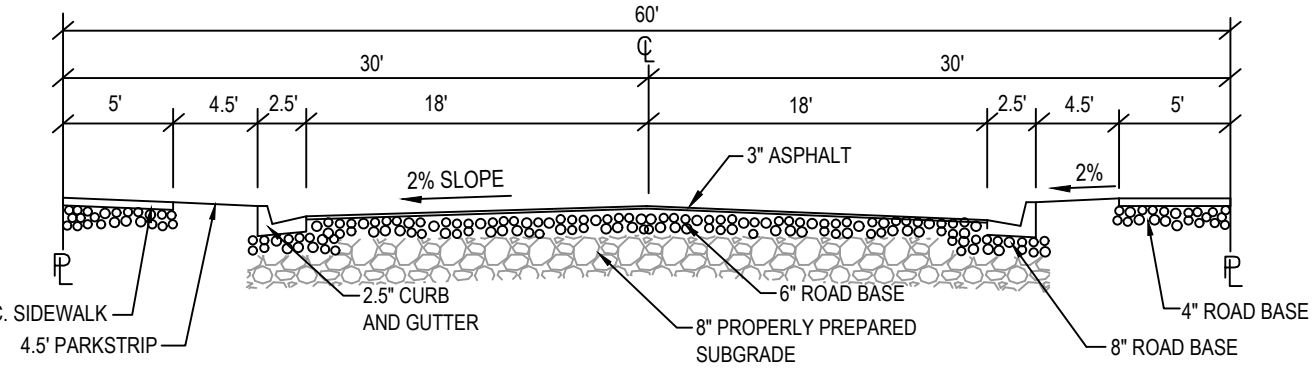 60'
30'
℄
30'
5'
4.5'
2.5'
18'
18'
2.5'
4.5'
5'
3" ASPHALT
2% SLOPE
2%
℄
PL
PL
C. SIDEWALK
4.5' PARKSTRIP
2.5" CURB
AND GUTTER
6" ROAD BASE
8" PROPERLY PREPARED
SUBGRADE
4" ROAD BASE
8" ROAD BASE